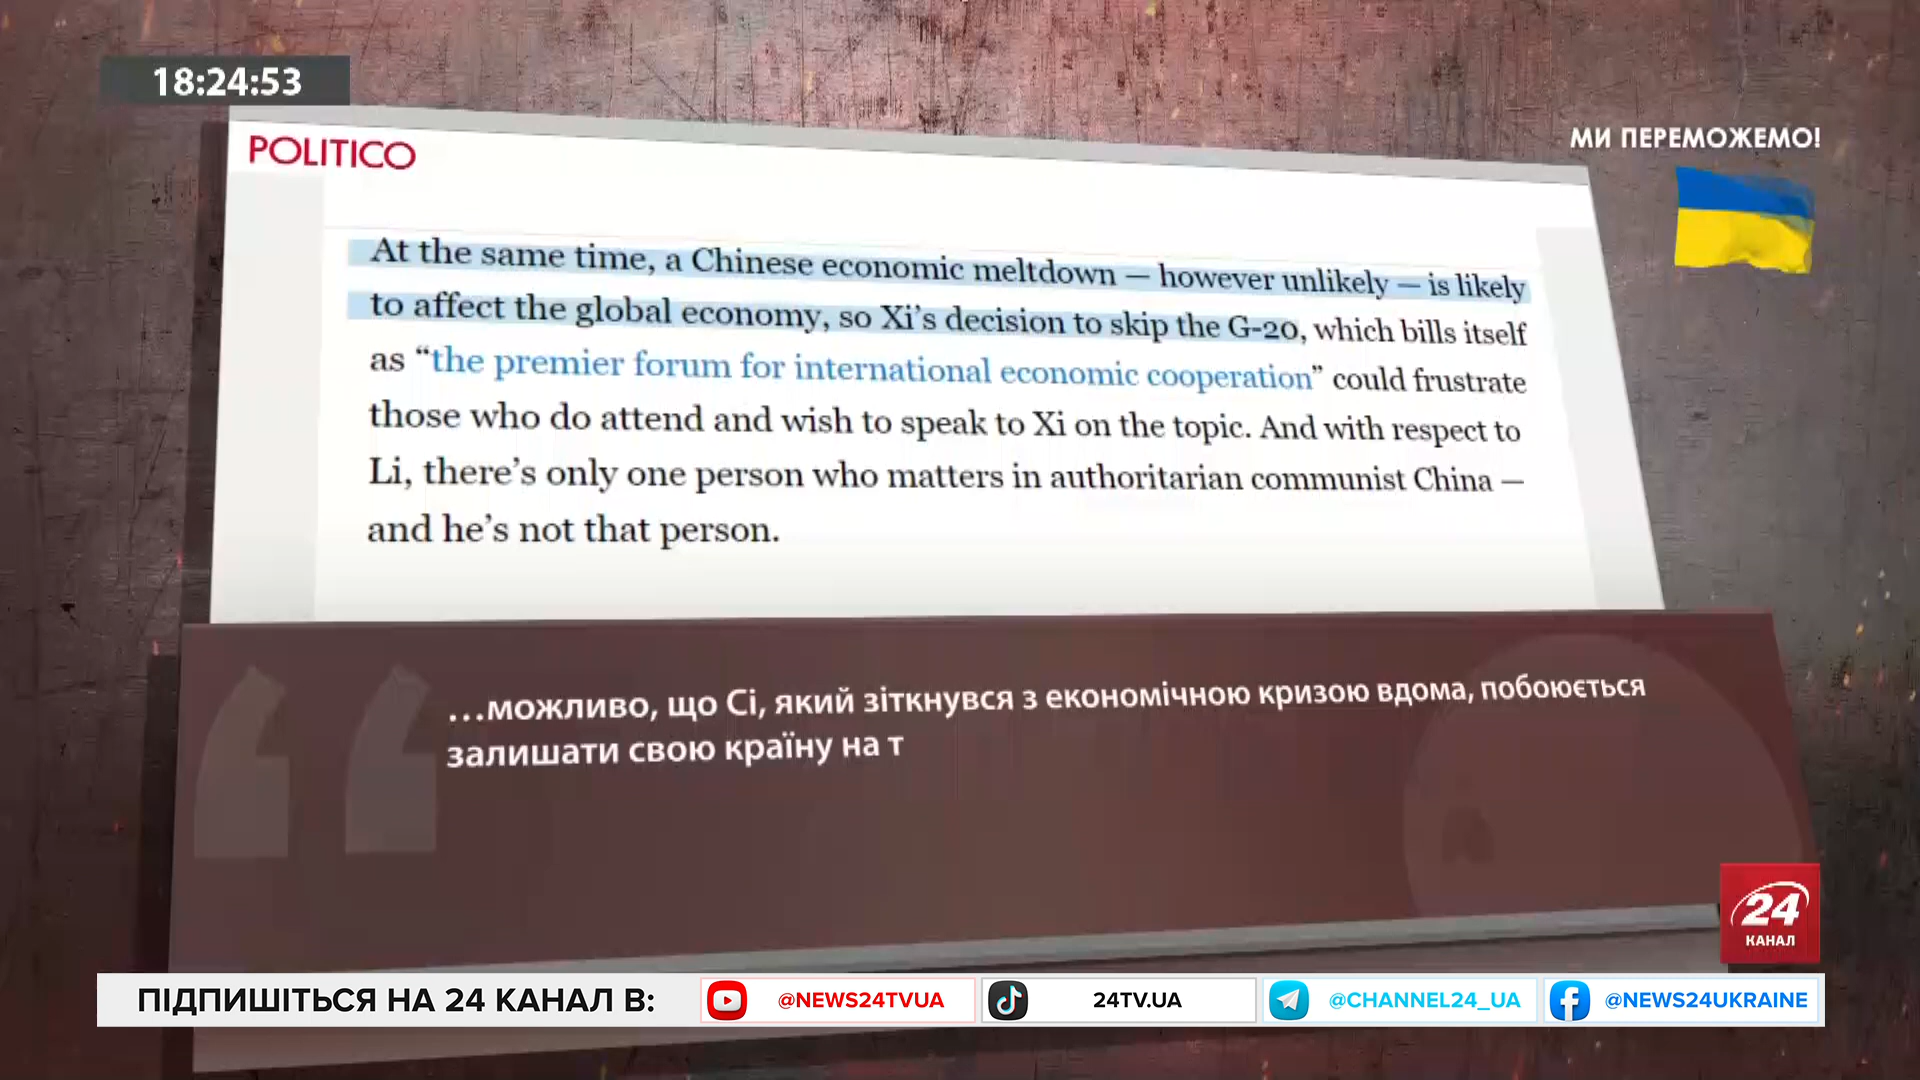 18:24:53
POLITICO
МИ ПЕРЕМОЖЕМО!
At the same time, a Chinese economic meltdown — however unlikely — is likely
to affect the global economy, so Xi’s decision to skip the G-20, which bills itself
as “the premier forum for international economic cooperation” could frustrate
those who do attend and wish to speak to Xi on the topic. And with respect to
Li, there’s only one person who matters in authoritarian communist China —
and he’s not that person.
…можливо, що Сі, який зіткнувся з економічною кризою вдома, побоюється
залишати свою країну на т
24
КАНАЛ
ПІДПИШІТЬСЯ НА 24 КАНАЛ В: @NEWS24TVUA 24TV.UA @CHANNEL24_UA @NEWS24UKRAINE